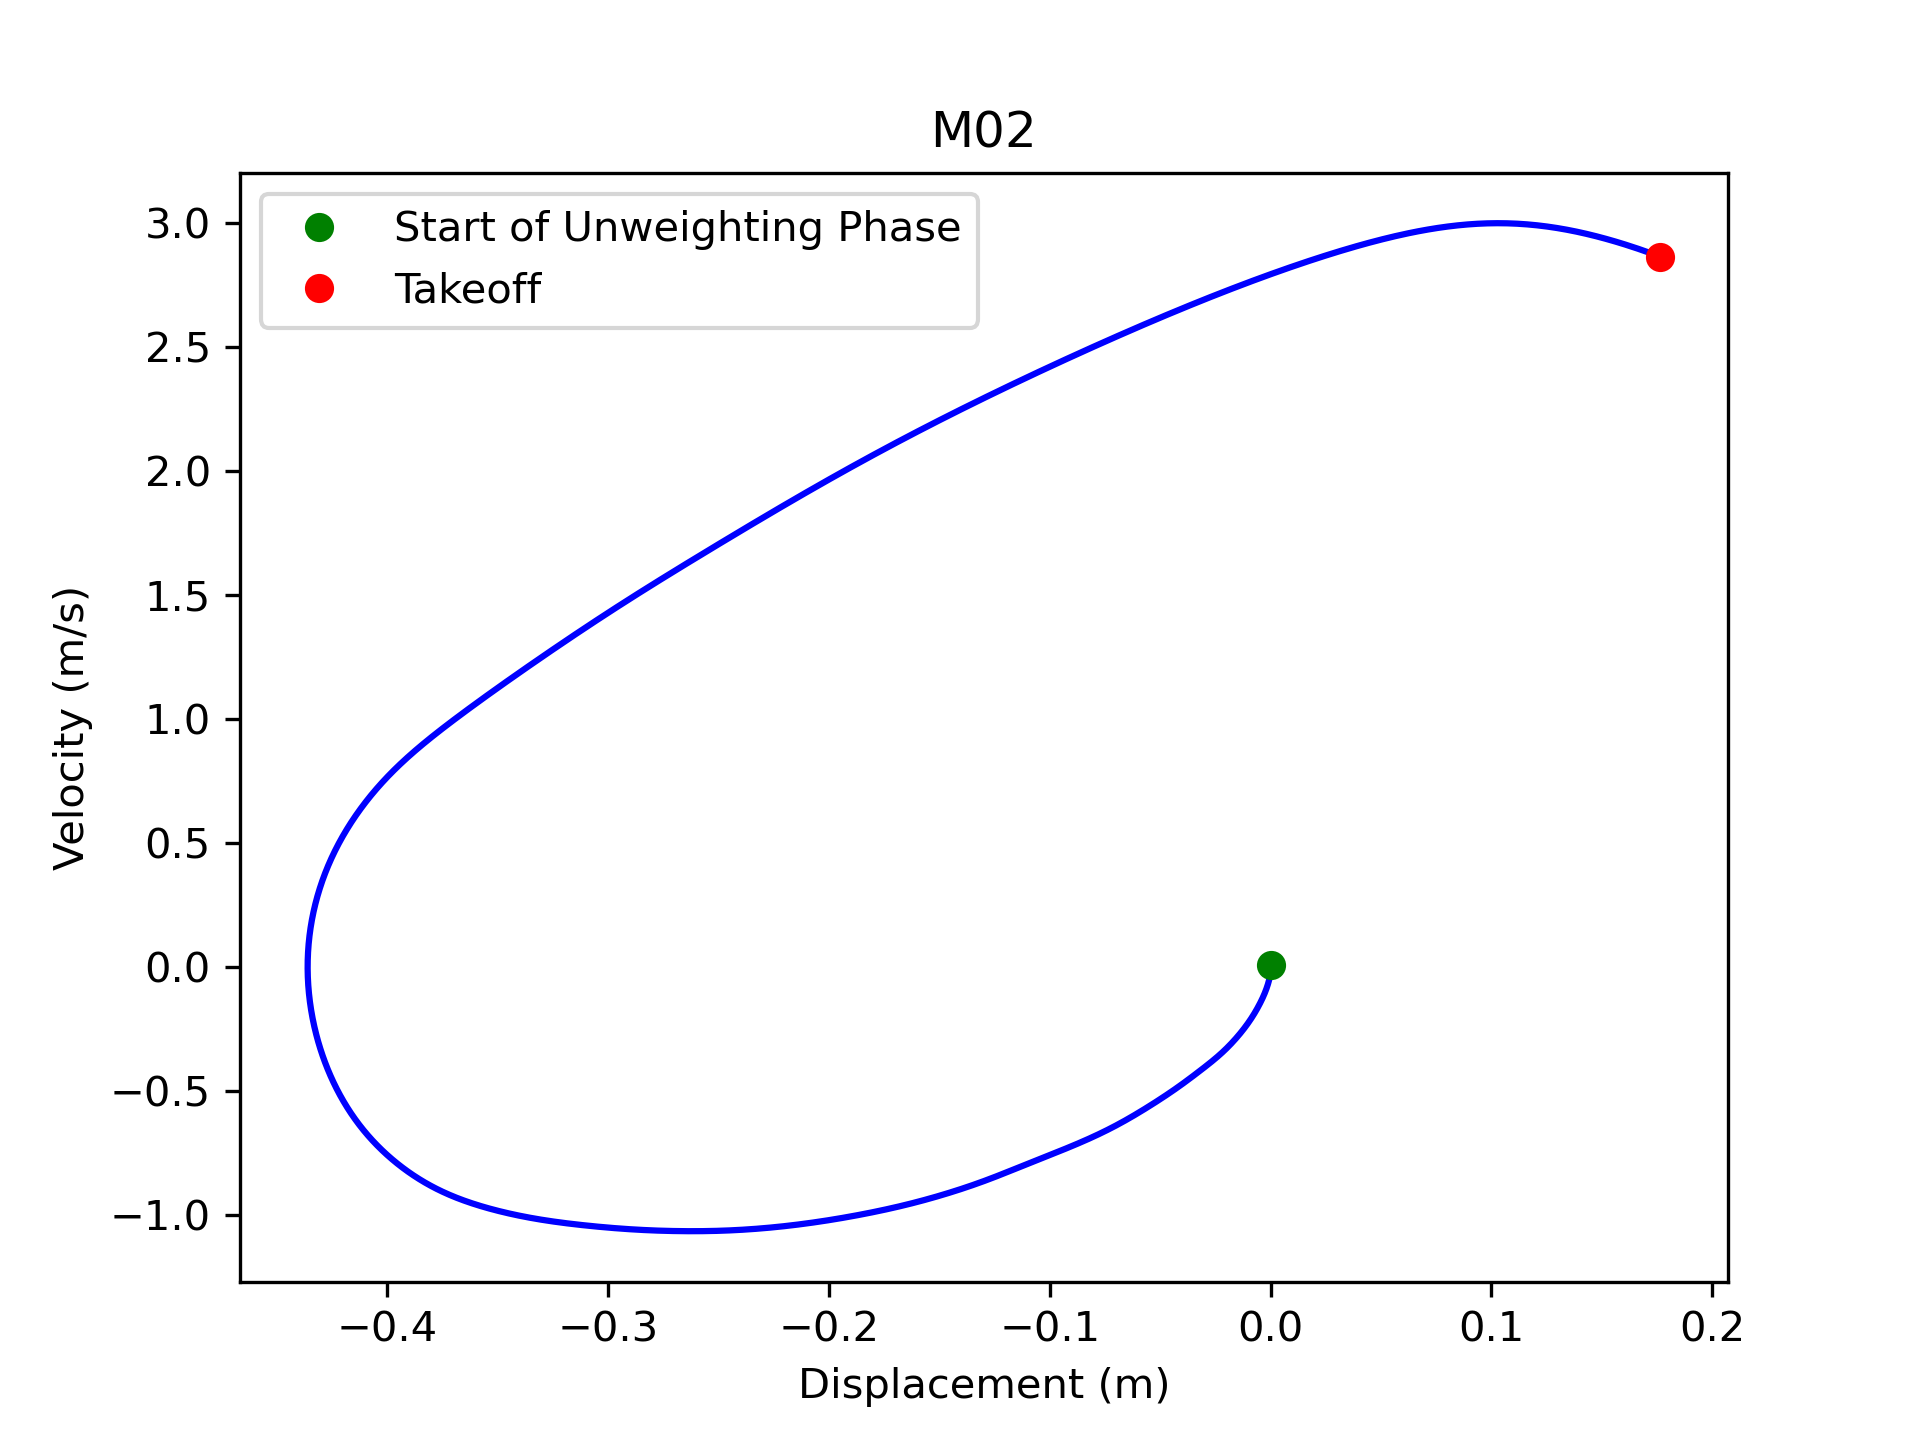 M02
Start of Unweighting Phase
Takeoff
Velocity (m/s)
3.0
2.5
2.0
1.5
1.0
0.5
0.0
−0.5
−1.0
−0.4 −0.3 −0.2 −0.1 0.0 0.1 0.2
Displacement (m)